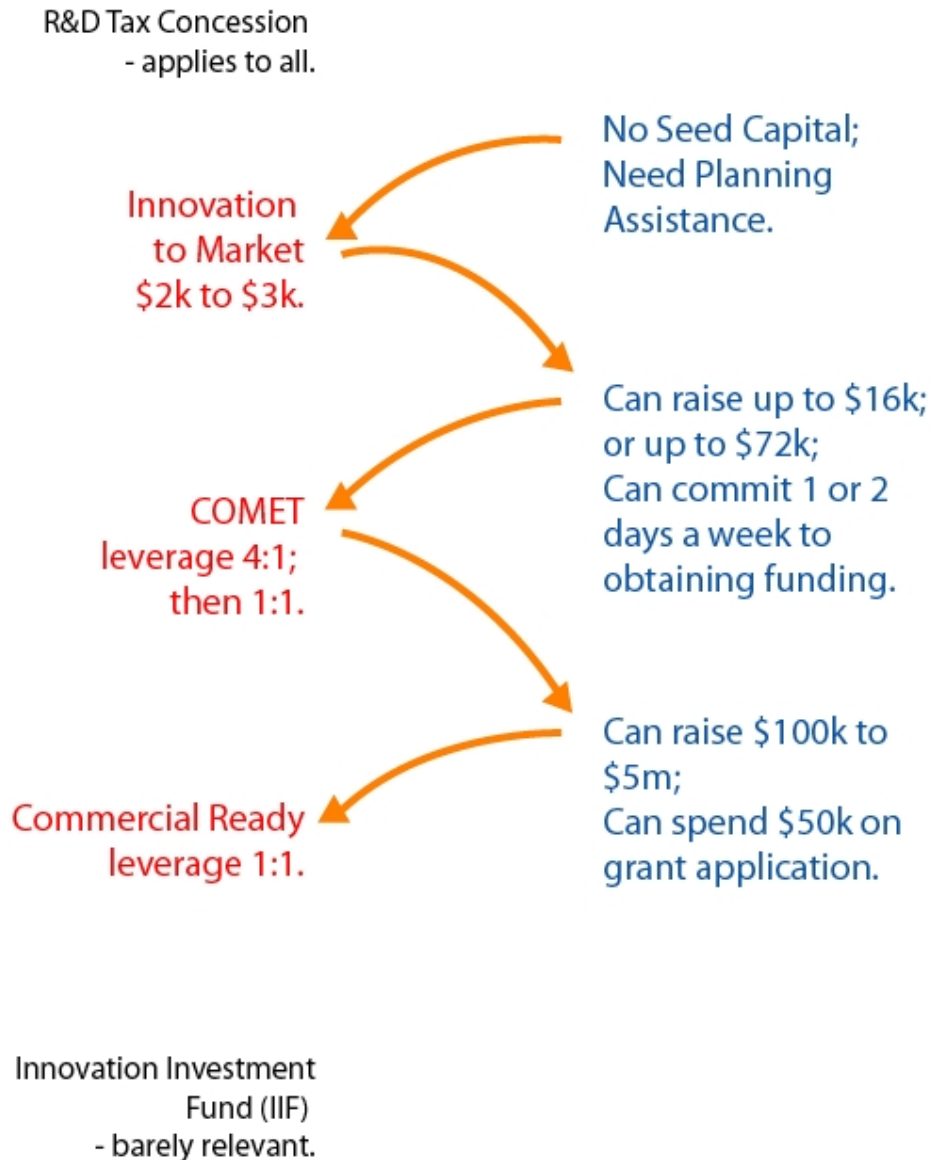 R&D Tax Concession
- applies to all.
No Seed Capital;
Need Planning
Assistance.
Innovation
to Market
$2k to $3k.
Can raise up to $16k;
or up to $72k;
Can commit 1 or 2
days a week to
obtaining funding.
COMET
leverage 4:1;
then 1:1.
Can raise $100k to
$5m;
Can spend $50k on
grant application.
Commercial Ready
leverage 1:1.
Innovation Investment
Fund (IIF)
- barely relevant.